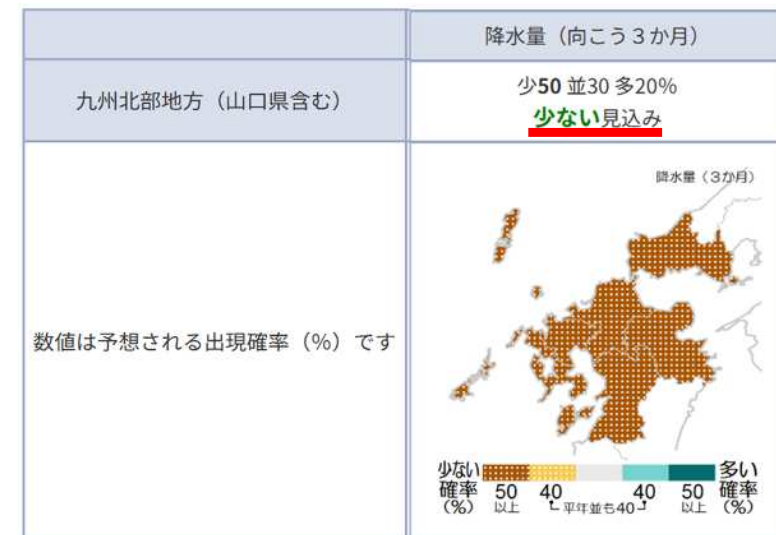 降水量（向こう３か月）
九州北部地方（山口県含む）
少50 並30 多20%
少ない見込み
数値は予想される出現確率（%）です
降水量（3か月）
少ない
確率
（%）
50
以上
40
平年並も40
40
50
以上
多い
確率
（%）